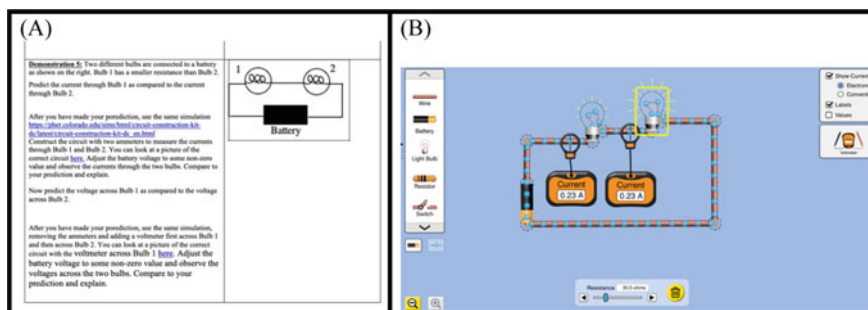 (A)
Demonstration 5: Two different bulbs are connected to a battery
as shown on the right. Bulb 1 has a smaller resistance than Bulb 2.
Predict the current through Bulb 1 as compared to the current
through Bulb 2.
After you have made your porediction, use the same simulation
https://phet.colorado.edu/sims/html/circuit-construction-kit-
dc/latest/circuit-construction-kit-dc_en.html
Construct the circuit with two ammeters to measure the currents
through Bulb 1 and Bulb 2. You can look at a picture of the
correct circuit here. Adjust the battery voltage to some non-zero
value and observe the currents through the two bulbs. Compare to
your prediction and explain.
Now predict the voltage across Bulb 1 as compared to the voltage
across Bulb 2.
After you have made your porediction, use the same simulation,
removing the ammeters and adding a voltmeter first across Bulb 1
and then across Bulb 2. You can look at a picture of the correct
circuit with the voltmeter across Bulb 1 here. Adjust the
battery voltage to some non-zero value and observe the
voltages across the two bulbs. Compare to your
prediction and explain.
1 2
Battery
(B)
Wire
Battery
Light Bulb
Resistor
Switch
Current
0.23 A
Current
0.23 A
Show Current
Electron
Convent
Labels
Values
Voltmeter
Resistance 30.0 ohms